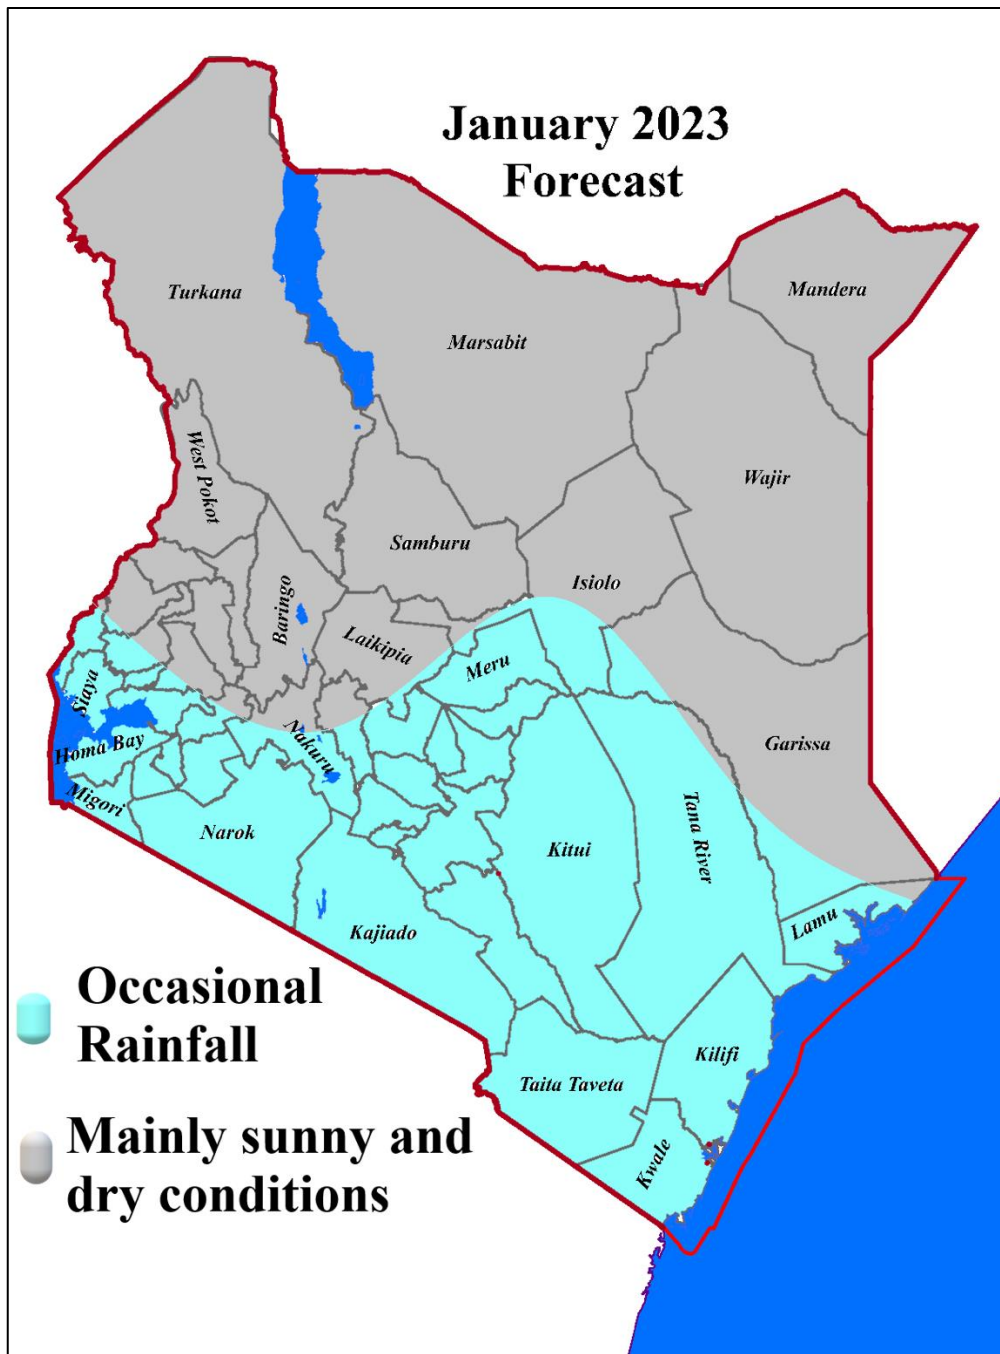 January 2023
Forecast
Turkana
Mandera
Marsabit
West Pokot
Wajir
Samburu
Isiolo
Baringo
Laikipia
Meru
Siaya
Nakuru
Homa Bay
Garissa
Migori
Narok
Kitui
Tana River
Kajiado
Lamu
Occasional
Rainfall
Kilifi
Taita Taveta
Mainly sunny and
dry conditions
Kwale